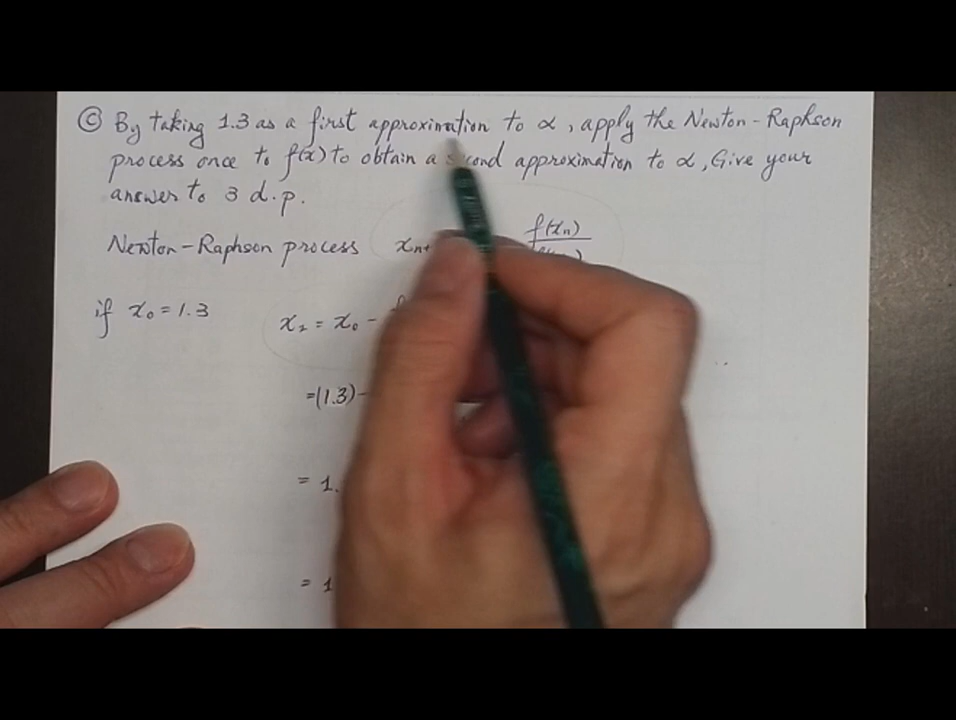 © By taking 1.3 as a first approximation to α, apply the Newton-Raphson
process once to f(x) to obtain a second approximation to α, Give your
answer to 3 d.p.
Newton-Raphson process xₙ₊ f(xₙ)
if x₀ = 1.3 x₁ = x₀ -
=(1.3)-
= 1.
= 1